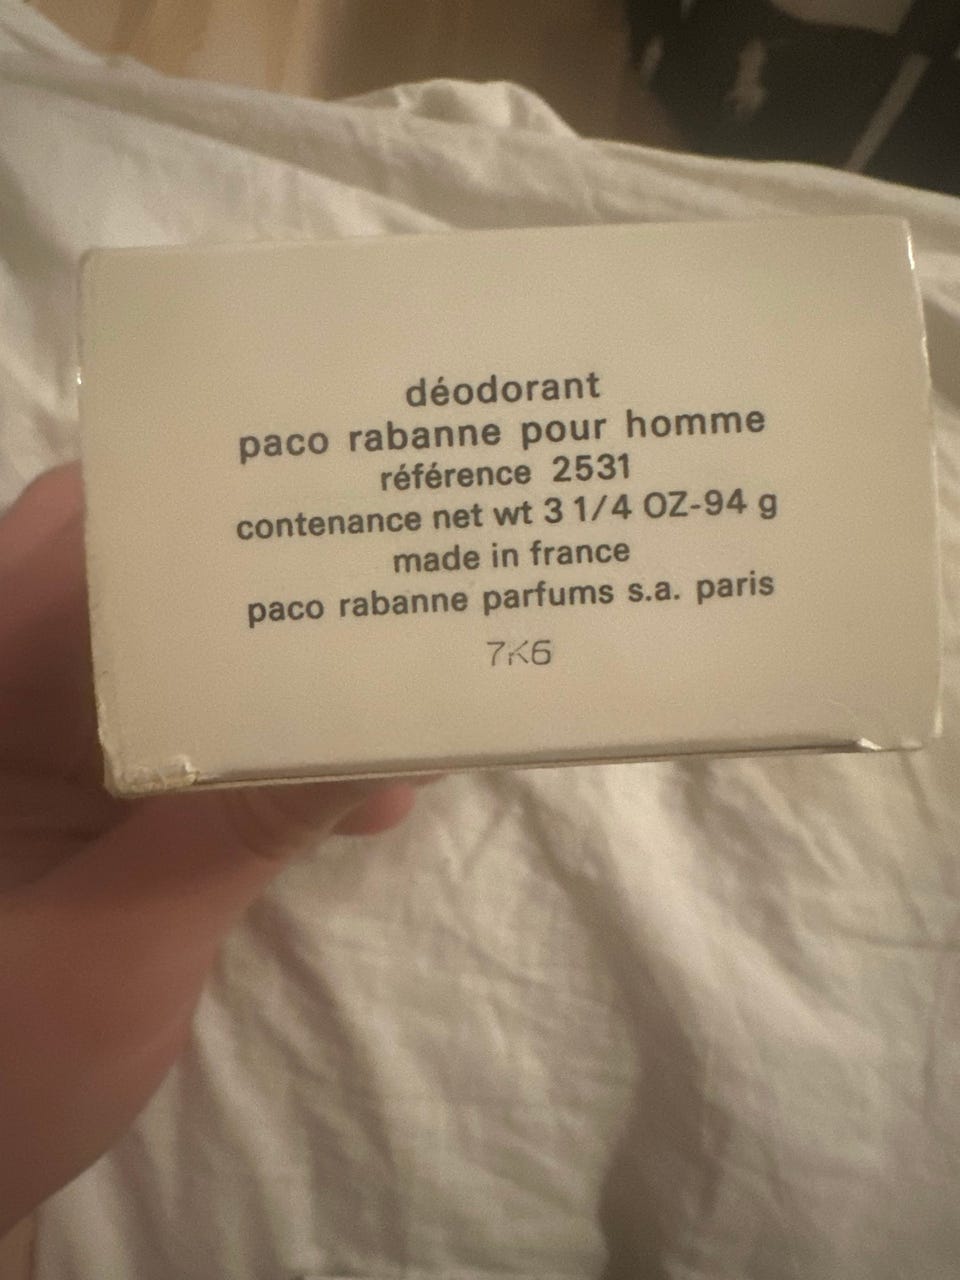 déodorant
paco rabanne pour homme
référence 2531
contenance net wt 3 1/4 OZ-94 g
made in france
paco rabanne parfums s.a. paris
7K6